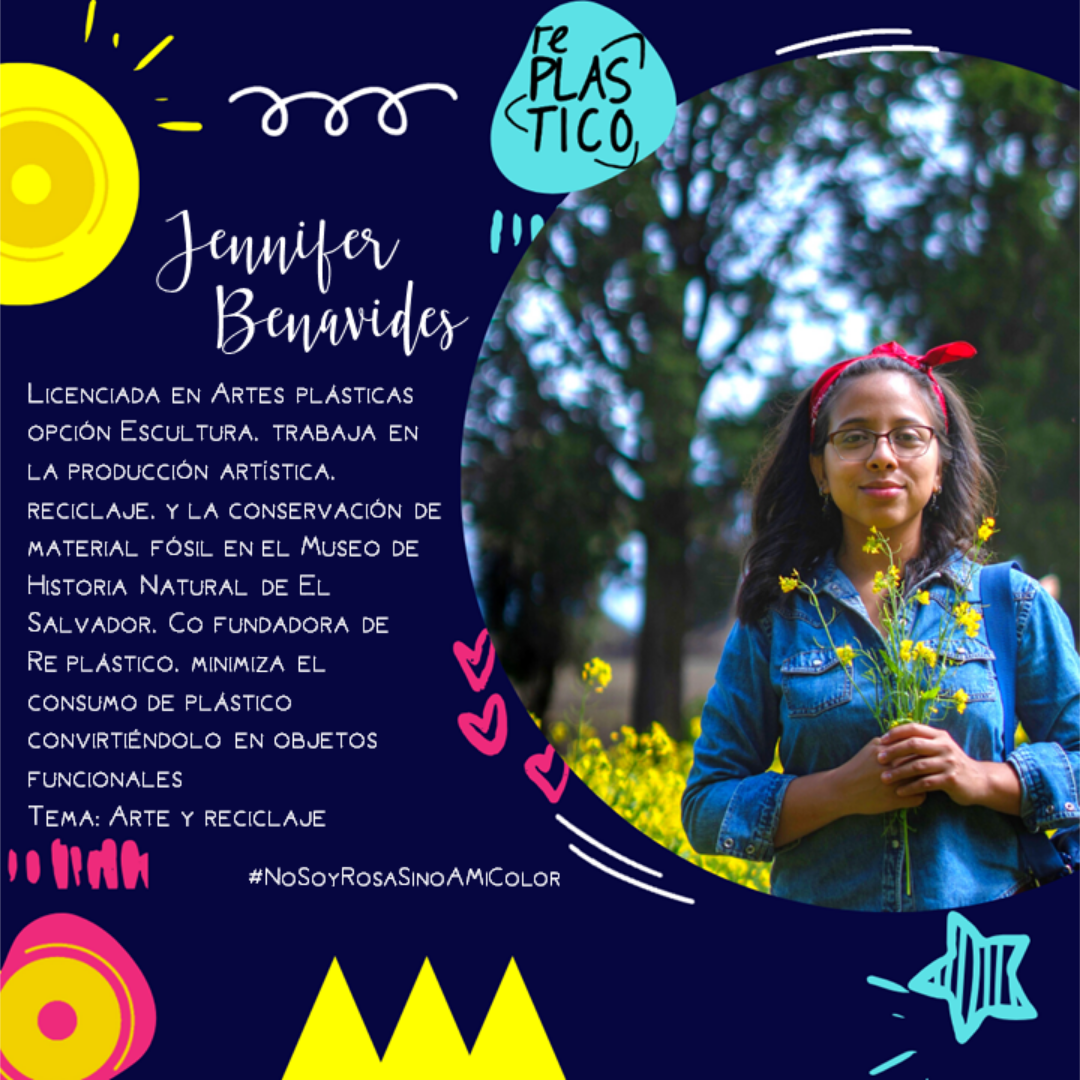 re
PLAS
TICO
Jennifer
Benavides
Licenciada en Artes plásticas
opción Escultura. trabaja en
la producción artística.
reciclaje. y la conservación de
material fósil en el Museo de
Historia Natural de El
Salvador. Co fundadora de
Re plástico. minimiza el
consumo de plástico
convirtiéndolo en objetos
funcionales
Tema: Arte y reciclaje
#NoSoyRosaSinoAMiColor